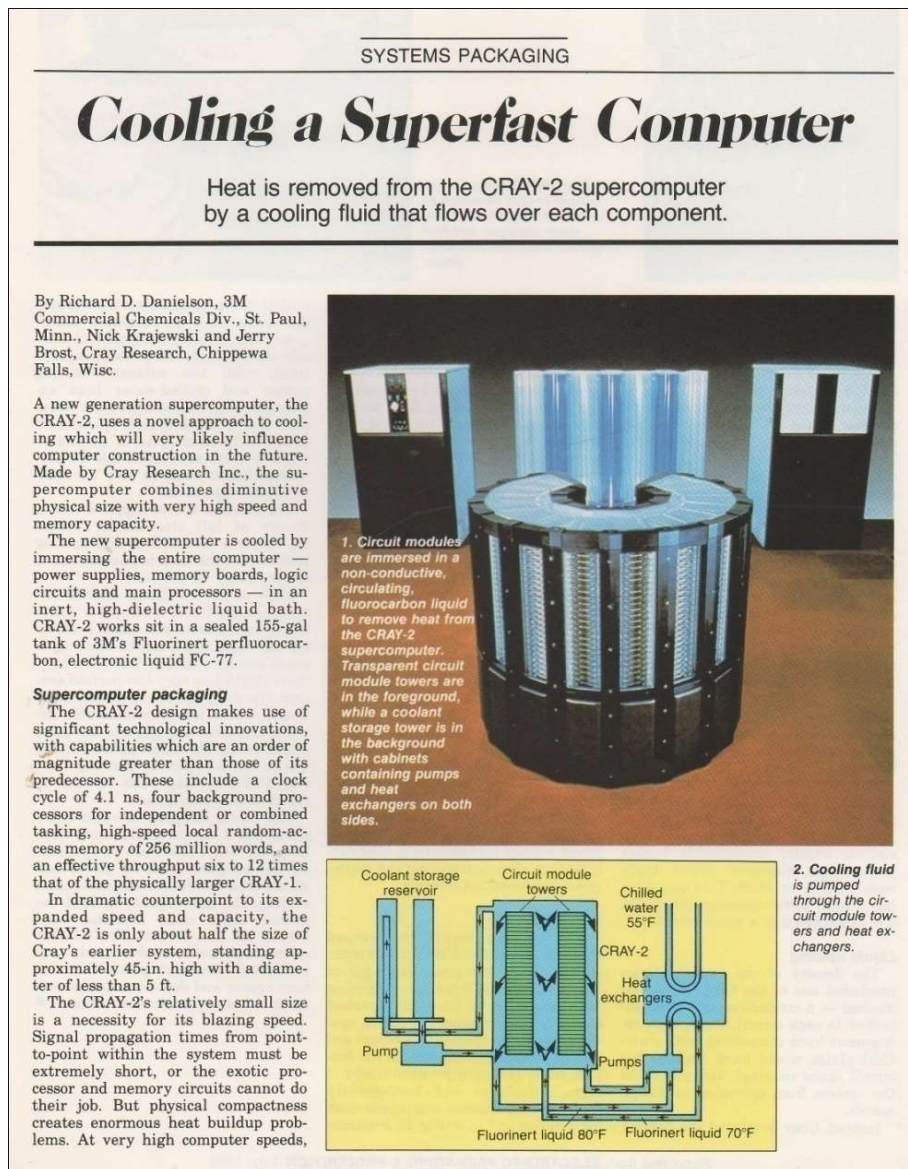 SYSTEMS PACKAGING
Cooling a Superfast Computer
Heat is removed from the CRAY-2 supercomputer
by a cooling fluid that flows over each component.
By Richard D. Danielson, 3M
Commercial Chemicals Div., St. Paul,
Minn., Nick Krajewski and Jerry
Brost, Cray Research, Chippewa
Falls, Wisc.
A new generation supercomputer, the
CRAY-2, uses a novel approach to cool-
ing which will very likely influence
computer construction in the future.
Made by Cray Research Inc., the su-
percomputer combines diminutive
physical size with very high speed and
memory capacity.
The new supercomputer is cooled by
immersing the entire computer —
power supplies, memory boards, logic
circuits and main processors — in an
inert, high-dielectric liquid bath.
CRAY-2 works sit in a sealed 155-gal
tank of 3M's Fluorinert perfluorocar-
bon, electronic liquid FC-77.
Supercomputer packaging
The CRAY-2 design makes use of
significant technological innovations,
with capabilities which are an order of
magnitude greater than those of its
predecessor. These include a clock
cycle of 4.1 ns, four background pro-
cessors for independent or combined
tasking, high-speed local random-ac-
cess memory of 256 million words, and
an effective throughput six to 12 times
that of the physically larger CRAY-1.
In dramatic counterpoint to its ex-
panded speed and capacity, the
CRAY-2 is only about half the size of
Cray's earlier system, standing ap-
proximately 45-in. high with a diame-
ter of less than 5 ft.
The CRAY-2's relatively small size
is a necessity for its blazing speed.
Signal propagation times from point-
to-point within the system must be
extremely short, or the exotic pro-
cessor and memory circuits cannot do
their job. But physical compactness
creates enormous heat buildup prob-
lems. At very high computer speeds,
1. Circuit modules
are immersed in a
non-conductive,
circulating,
fluorocarbon liquid
to remove heat from
the CRAY-2
supercomputer.
Transparent circuit
module towers are
in the foreground,
while a coolant
storage tower is in
the background
with cabinets
containing pumps
and heat
exchangers on both
sides.
Coolant storage
reservoir
Circuit module
towers
Chilled
water
55°F
CRAY-2
Heat
exchangers
Pump
Pumps
Fluorinert liquid 80°F
Fluorinert liquid 70°F
2. Cooling fluid
is pumped
through the cir-
cuit module tow-
ers and heat ex-
changers.